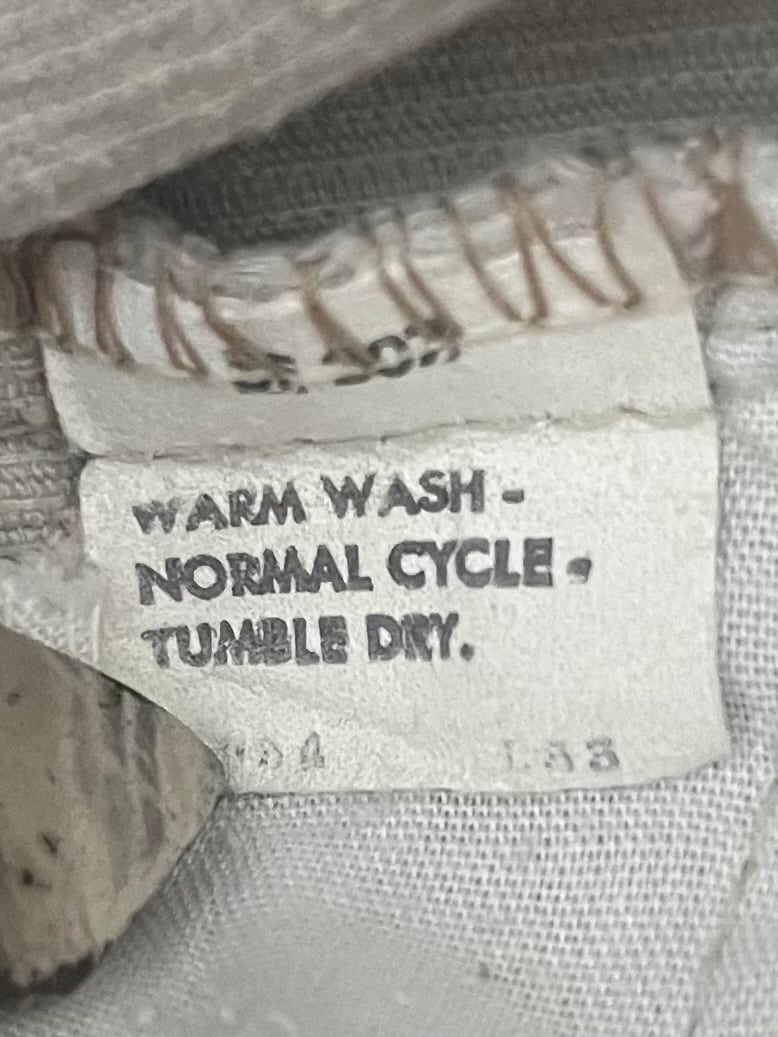 WARM WASH -
NORMAL CYCLE -
TUMBLE DRY.